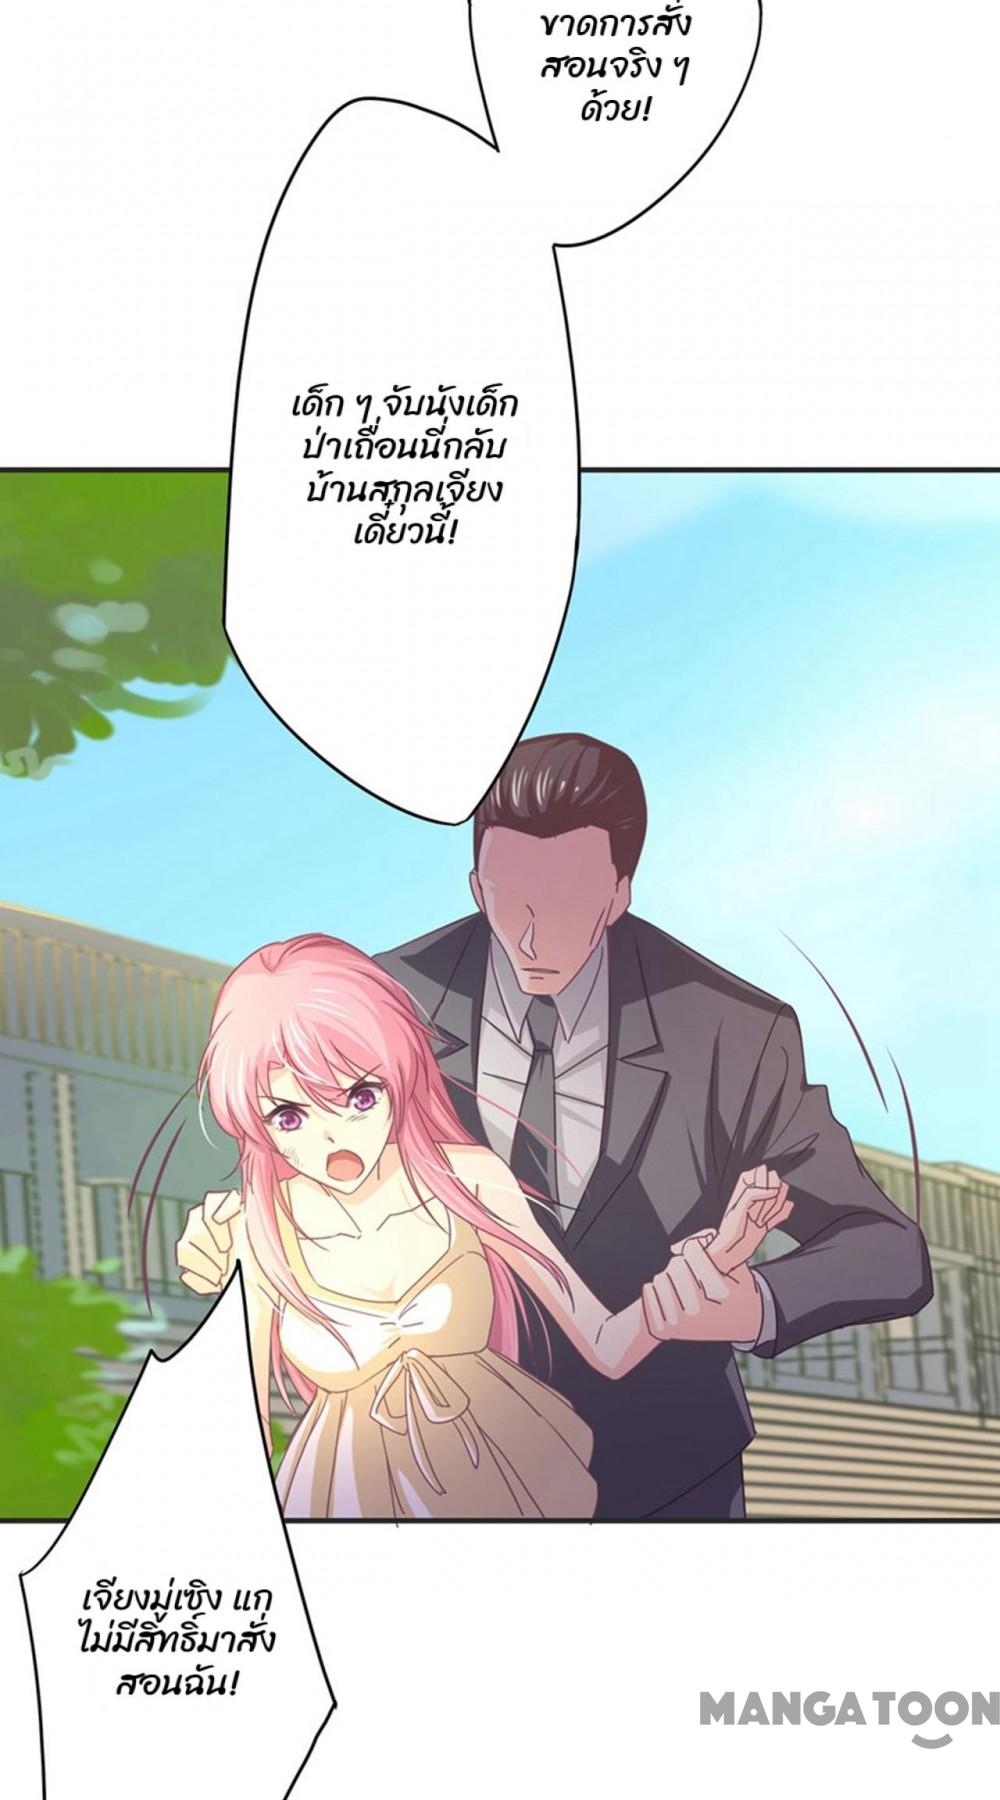 ขาดการสั่ง
สอนจริง ๆ
ด้วย!
เด็ก ๆ จับนังเด็ก
ป่าเถื่อนนี่กลับ
บ้านสกุลเจียง
เดี๋ยวนี้!
เจียงมู่เซิง แก
ไม่มีสิทธิ์มาสั่ง
สอนฉัน!
MANGATOON